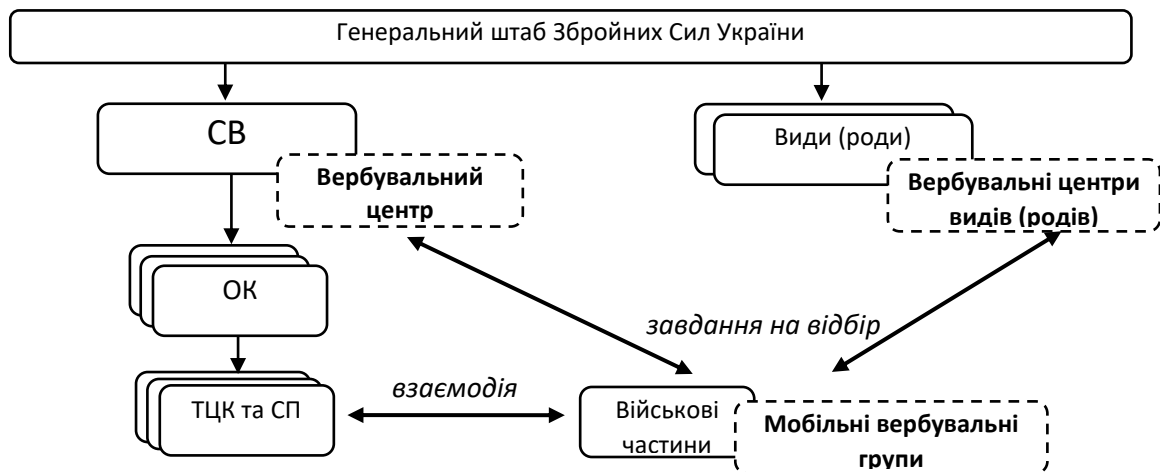 Генеральний штаб Збройних Сил України
СВ
Види (роди)
Вербувальний
центр
Вербувальні центри
видів (родів)
ОК
завдання на відбір
взаємодія
ТЦК та СП
Військові
частини
Мобільні вербувальні
групи